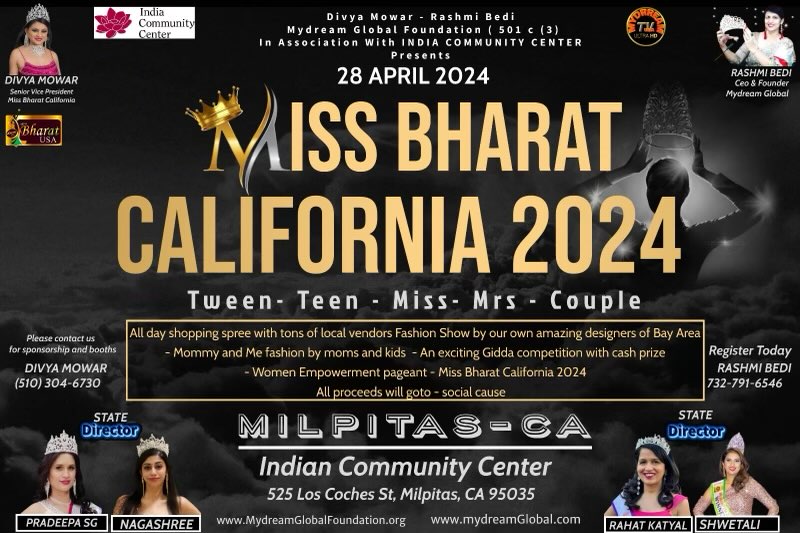 Divya Mowar - Rashmi Bedi
Mydream Global Foundation ( 501 c (3)
In Association With INDIA COMMUNITY CENTER
Presents
28 APRIL 2024
India
Community
Center
DIVYA MOWAR
Senior Vice President
Miss Bharat California
Bharat
USA
MYDREAM
TV
ULTRA HD
RASHMI BEDI
Ceo & Founder
Mydream Global
MISS BHARAT
CALIFORNIA 2024
Tween- Teen - Miss- Mrs - Couple
All day shopping spree with tons of local vendors Fashion Show by our own amazing designers of Bay Area
- Mommy and Me fashion by moms and kids - An exciting Gidda competition with cash prize
- Women Empowerment pageant - Miss Bharat California 2024
All proceeds will goto - social cause
Please contact us
for sponsorship and booths
DIVYA MOWAR
(510) 304-6730
Register Today
RASHMI BEDI
732-791-6546
MILPITAS-CA
Indian Community Center
525 Los Coches St, Milpitas, CA 95035
www.MydreamGlobalFoundation.org www.mydreamGlobal.com
STATE
Director
PRADEEPA SG
NAGASHREE
STATE
Director
RAHAT KATYAL
SHWETALI